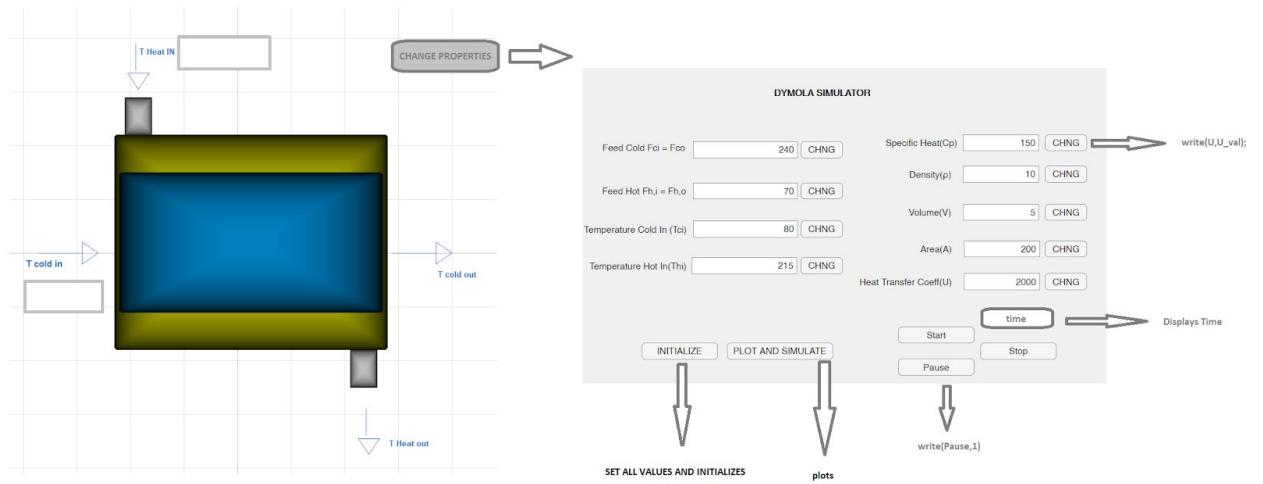 T Heat IN
CHANGE PROPERTIES
T cold in
T cold out
T Heat out
DYMOLA SIMULATOR
Feed Cold Fci = Fco 240 CHNG
Feed Hot Fh,i = Fh,o 70 CHNG
Temperature Cold In (Tci) 80 CHNG
Temperature Hot In(Thi) 215 CHNG
Specific Heat(Cp) 150 CHNG
write(U,U_val);
Density(ρ) 10 CHNG
Volume(V) 5 CHNG
Area(A) 200 CHNG
Heat Transfer Coeff(U) 2000 CHNG
time
Displays Time
Start
Stop
Pause
INITIALIZE
PLOT AND SIMULATE
write(Pause,1)
SET ALL VALUES AND INITIALIZES
plots